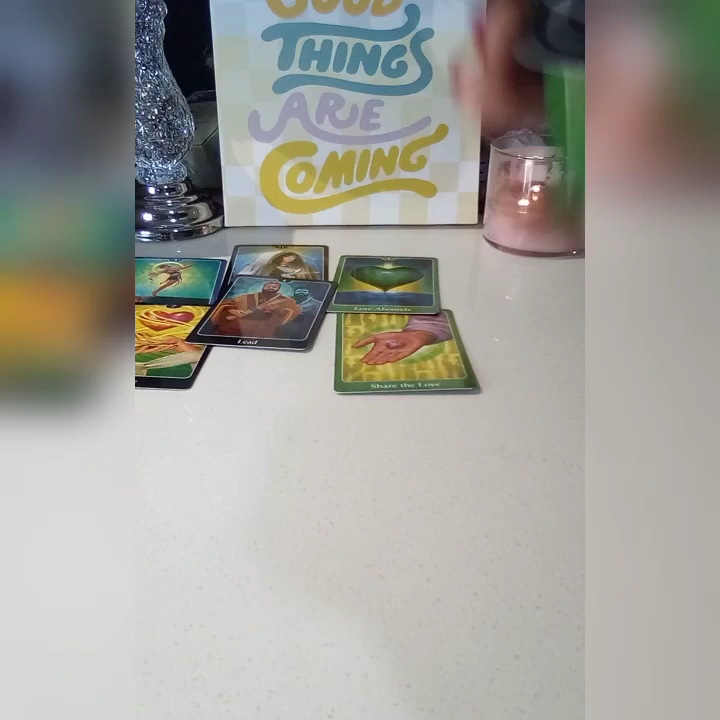 GOOD
THINGS
ARE
COMING
Love Abounds
Lead
Share the Love